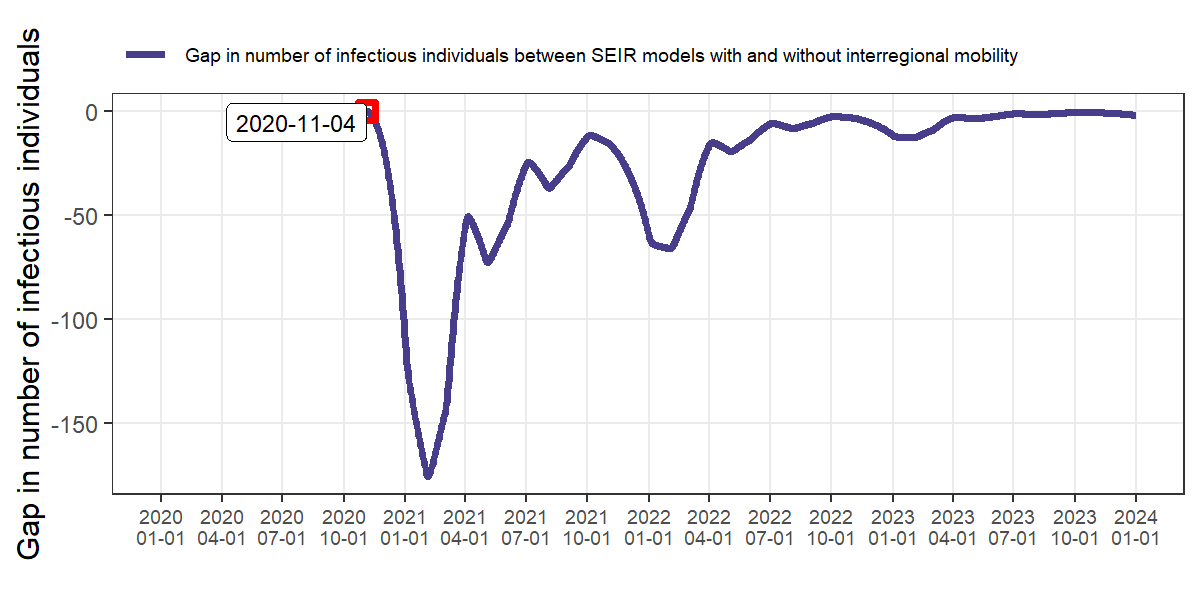 Gap in number of infectious individuals between SEIR models with and without interregional mobility
Gap in number of infectious individuals
0
-50
-100
-150
2020-11-04
2020 2020 2020 2020 2021 2021 2021 2021 2022 2022 2022 2022 2023 2023 2023 2023 2024
01-01 04-01 07-01 10-01 01-01 04-01 07-01 10-01 01-01 04-01 07-01 10-01 01-01 04-01 07-01 10-01 01-01